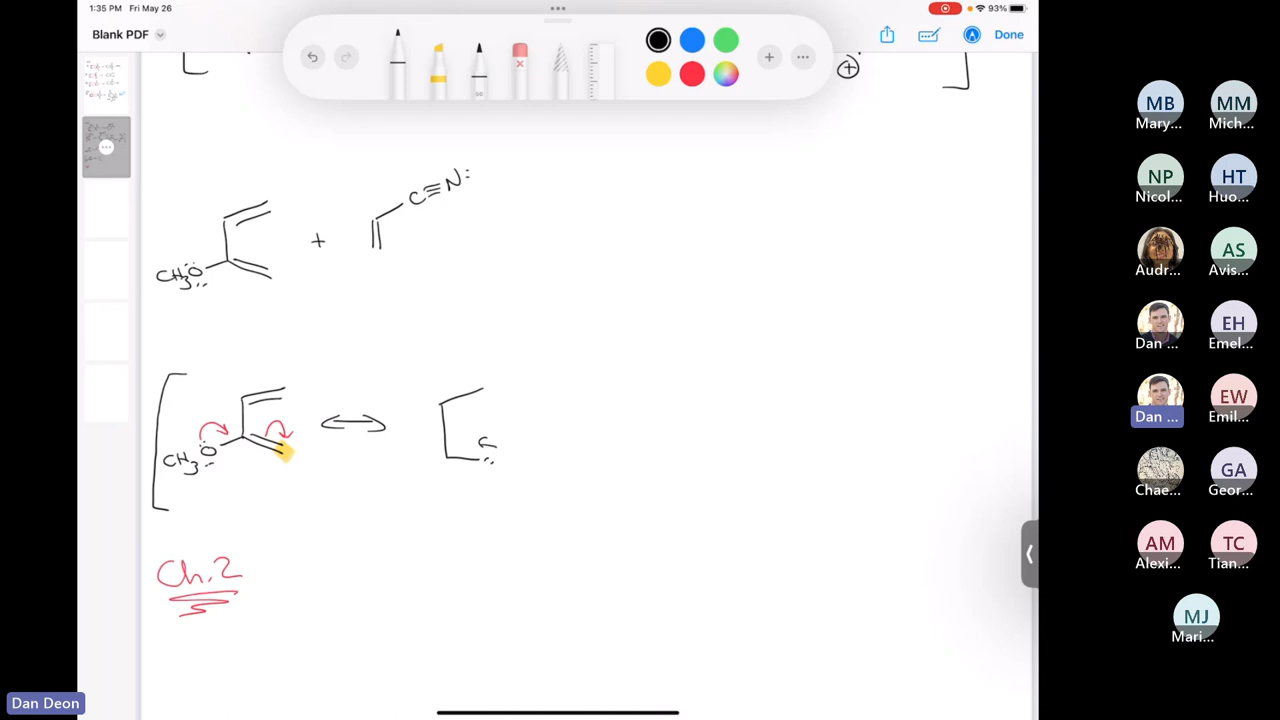 1:35 PM Fri May 26
93%
Blank PDF
Done
+
C≡N:
+
CH3O
CH3O
Ch.2
MB
Mary...
MM
Mich...
NP
Nicol...
HT
Huo...
Audr...
AS
Avis...
Dan ...
EH
Emel...
Dan ...
EW
Emil...
Chae...
GA
Geor...
AM
Alexi...
TC
Tian...
MJ
Mari...
Dan Deon